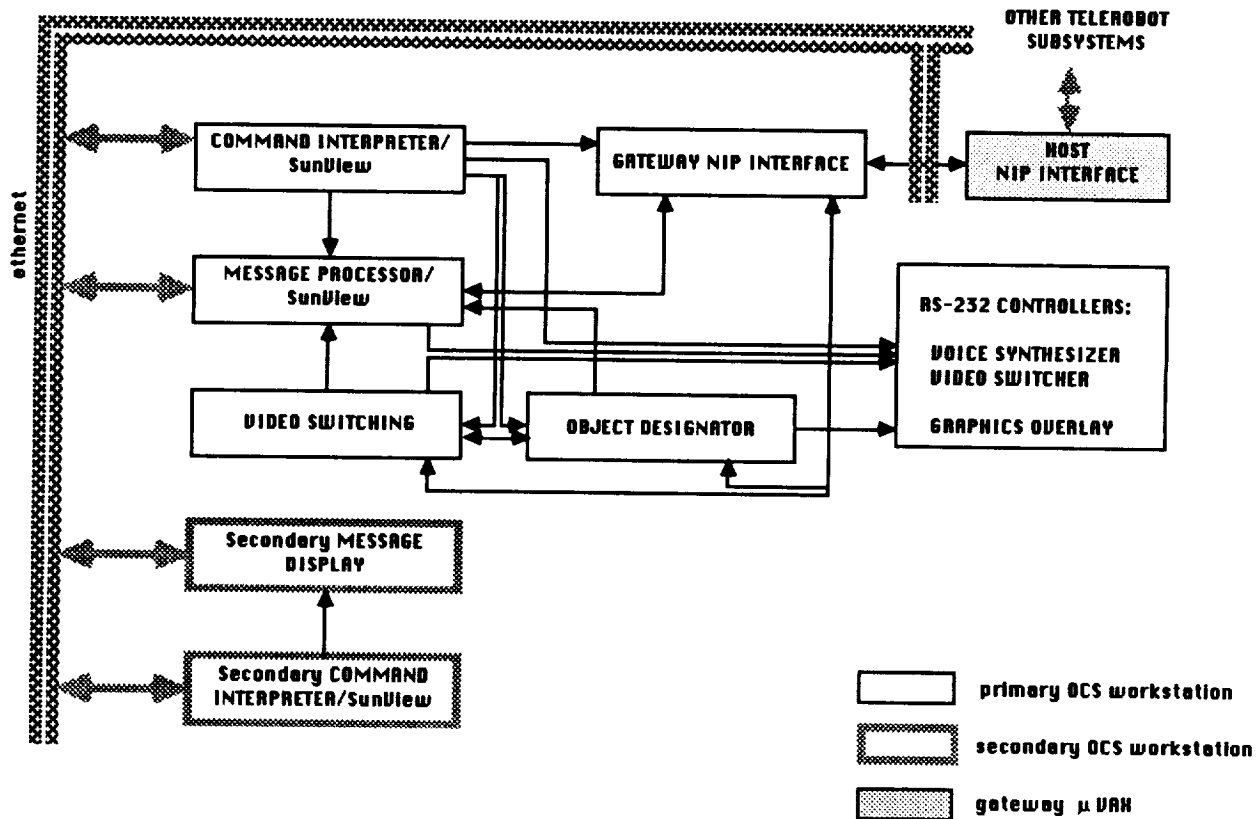 OTHER TELEROBOT
SUBSYSTEMS
COMMAND INTERPRETER/
SunView
GATEWAY NIP INTERFACE
HOST
NIP INTERFACE
ethernet
MESSAGE PROCESSOR/
SunView
RS-232 CONTROLLERS:
VOICE SYNTHESIZER
VIDEO SWITCHER
GRAPHICS OVERLAY
VIDEO SWITCHING
OBJECT DESIGNATOR
Secondary MESSAGE
DISPLAY
Secondary COMMAND
INTERPRETER/SunView
primary OCS workstation
secondary OCS workstation
gateway μ VAX